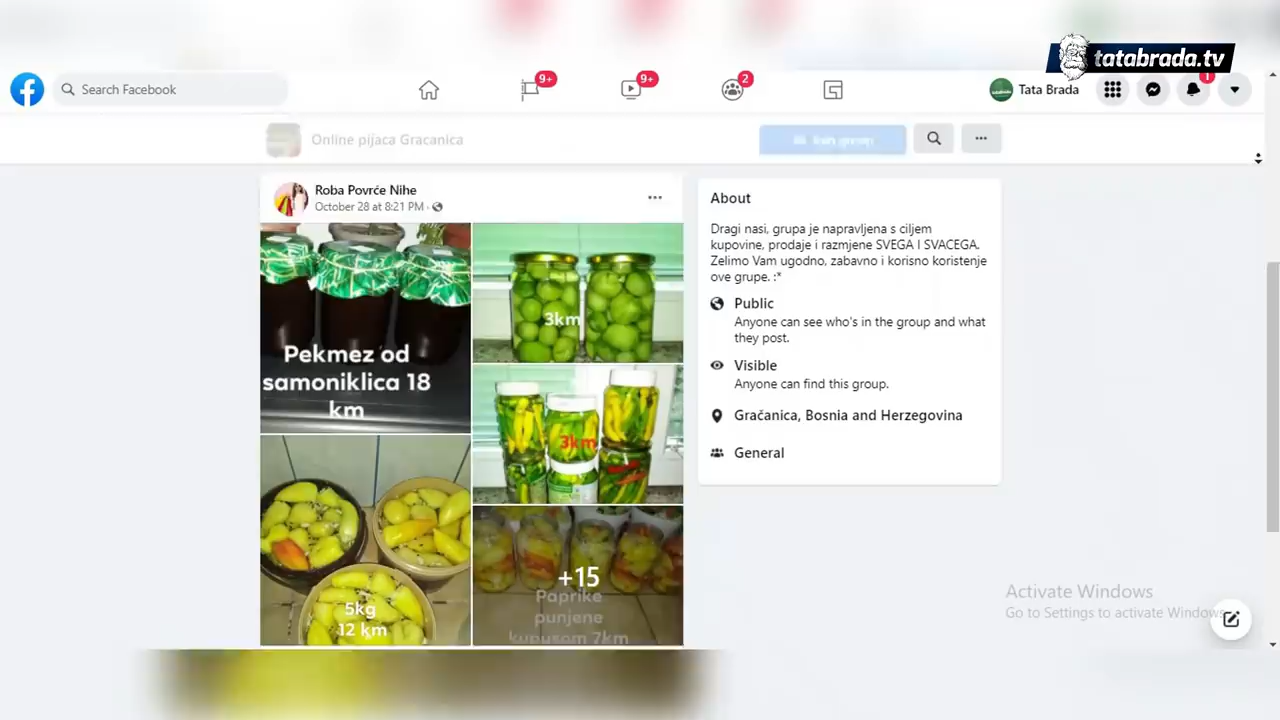 tatabrada.tv
Search Facebook
9+
9+
2
Tata Brada
1
Online pijaca Gracanica
Roba Povrće Nihe
October 28 at 8:21 PM ·
Pekmez od
samoniklica 18
km
3km
3km
5kg
12 km
+15
Paprike
punjene
kupusom 7km
About
Dragi nasi, grupa je napravljena s ciljem
kupovine, prodaje i razmjene SVEGA I SVACEGA.
Zelimo Vam ugodno, zabavno i korisno koristenje
ove grupe. :*
Public
Anyone can see who's in the group and what
they post.
Visible
Anyone can find this group.
Gračanica, Bosnia and Herzegovina
General
Activate Windows
Go to Settings to activate Windows